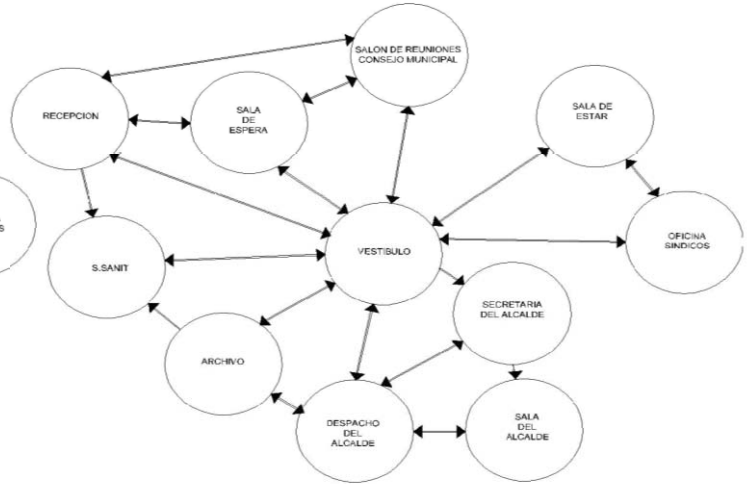 SALON DE REUNIONES
CONSEJO MUNICIPAL
RECEPCION
SALA
DE
ESPERA
SALA DE
ESTAR
S
OFICINA
SINDICOS
VESTIBULO
S.SANIT
SECRETARIA
DEL ALCALDE
ARCHIVO
DESPACHO
DEL
ALCALDE
SALA
DEL
ALCALDE